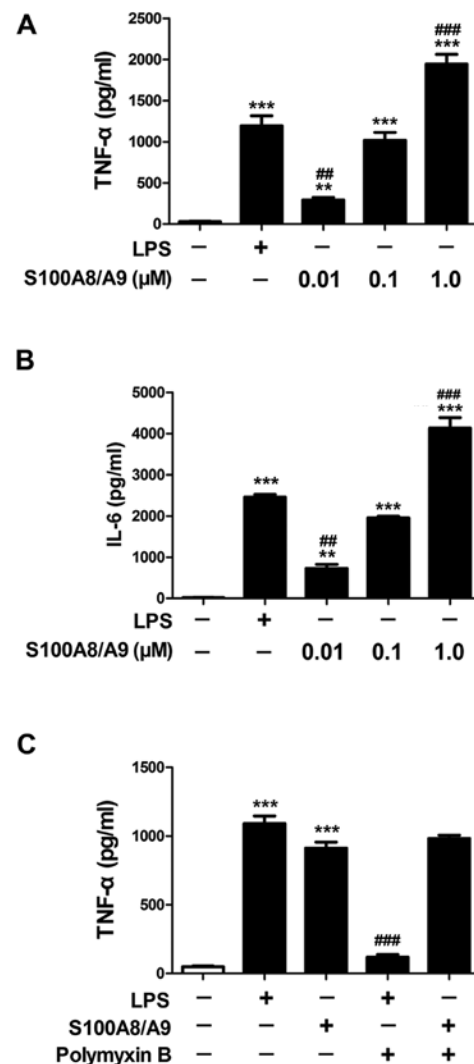 A
TNF-α (pg/ml)
2500
2000
1500
1000
500
0
***
##
**
***
###
***
LPS − + − − −
S100A8/A9 (µM) − − 0.01 0.1 1.0
B
IL-6 (pg/ml)
5000
4000
3000
2000
1000
0
***
##
**
***
###
***
LPS − + − − −
S100A8/A9 (µM) − − 0.01 0.1 1.0
C
TNF-α (pg/ml)
1500
1000
500
0
***
***
###
LPS − + − + −
S100A8/A9 − − + − +
Polymyxin B − − − + +